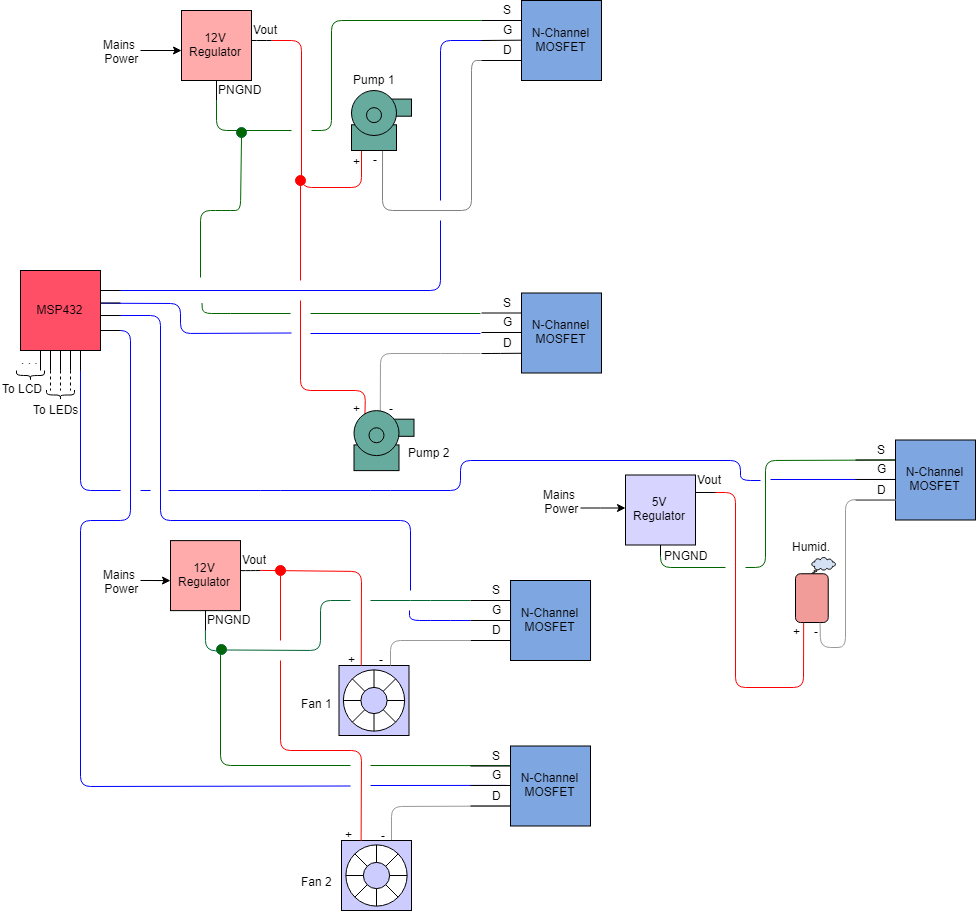 S
G
D
N-Channel
MOSFET
12V
Regulator
Vout
Mains
Power
PNGND
Pump 1
+
-
MSP432
. . .
To LCD
To LEDs
S
G
D
N-Channel
MOSFET
+
-
Pump 2
S
G
D
N-Channel
MOSFET
5V
Regulator
Vout
Mains
Power
PNGND
Humid.
+
-
12V
Regulator
Vout
Mains
Power
PNGND
S
G
D
N-Channel
MOSFET
+
-
Fan 1
S
G
D
N-Channel
MOSFET
+
-
Fan 2